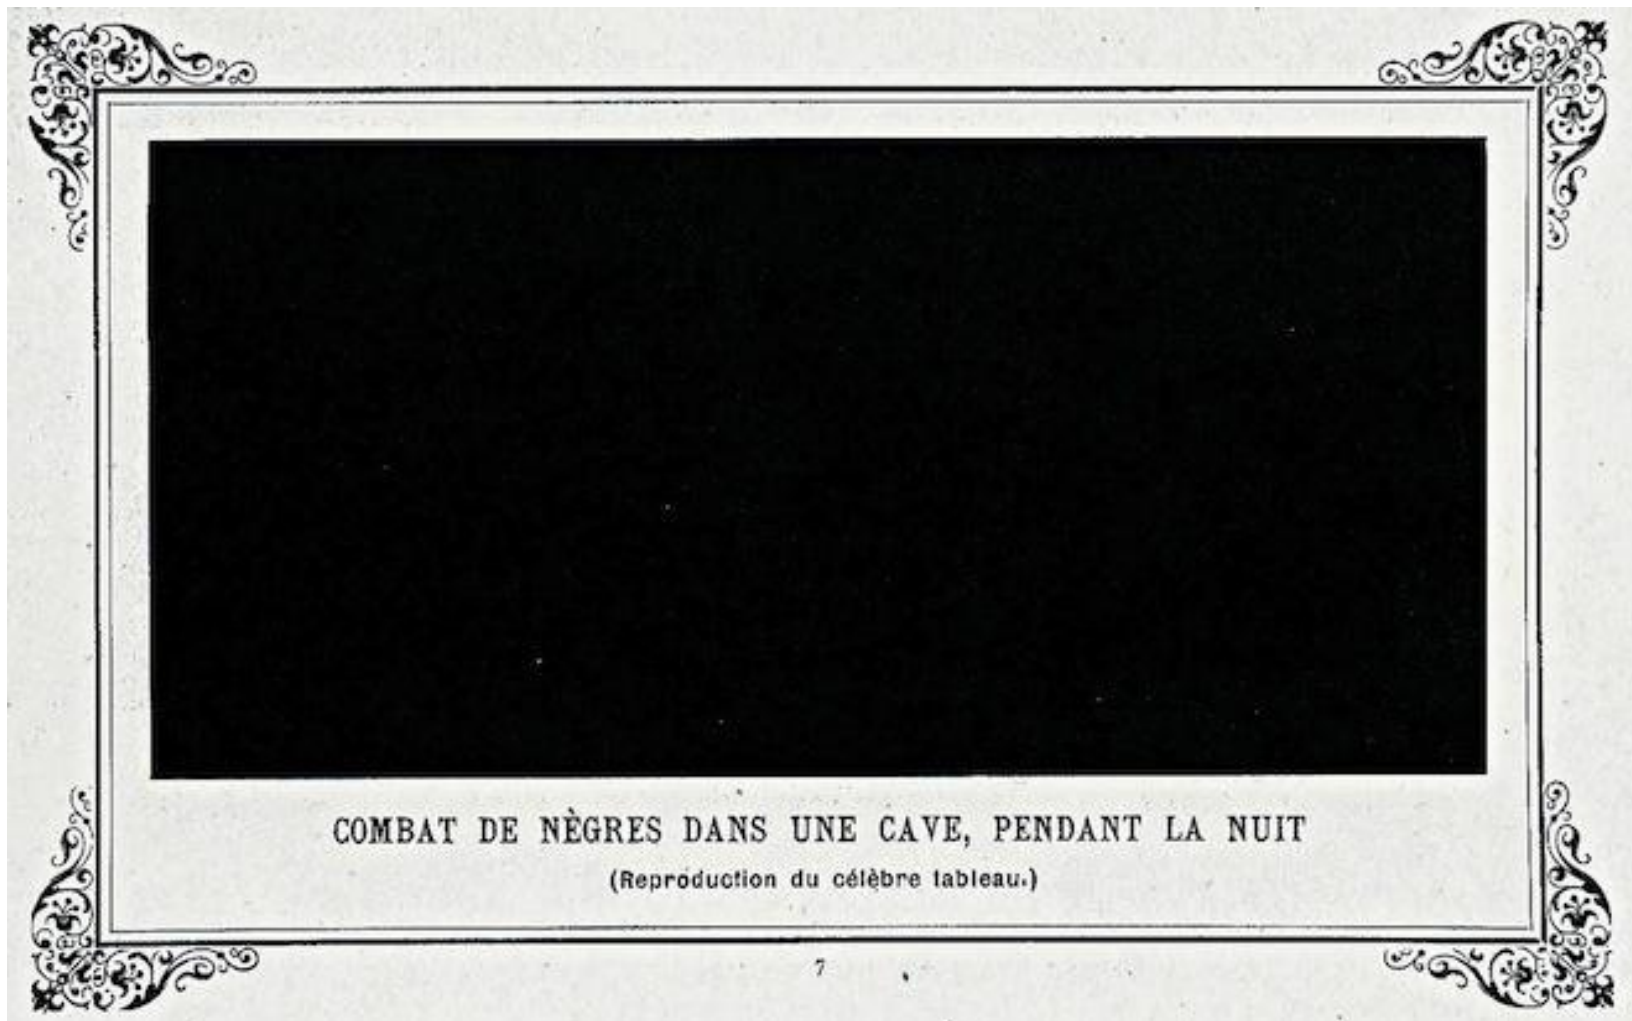 COMBAT DE NÈGRES DANS UNE CAVE, PENDANT LA NUIT
(Reproduction du célèbre tableau.)
7